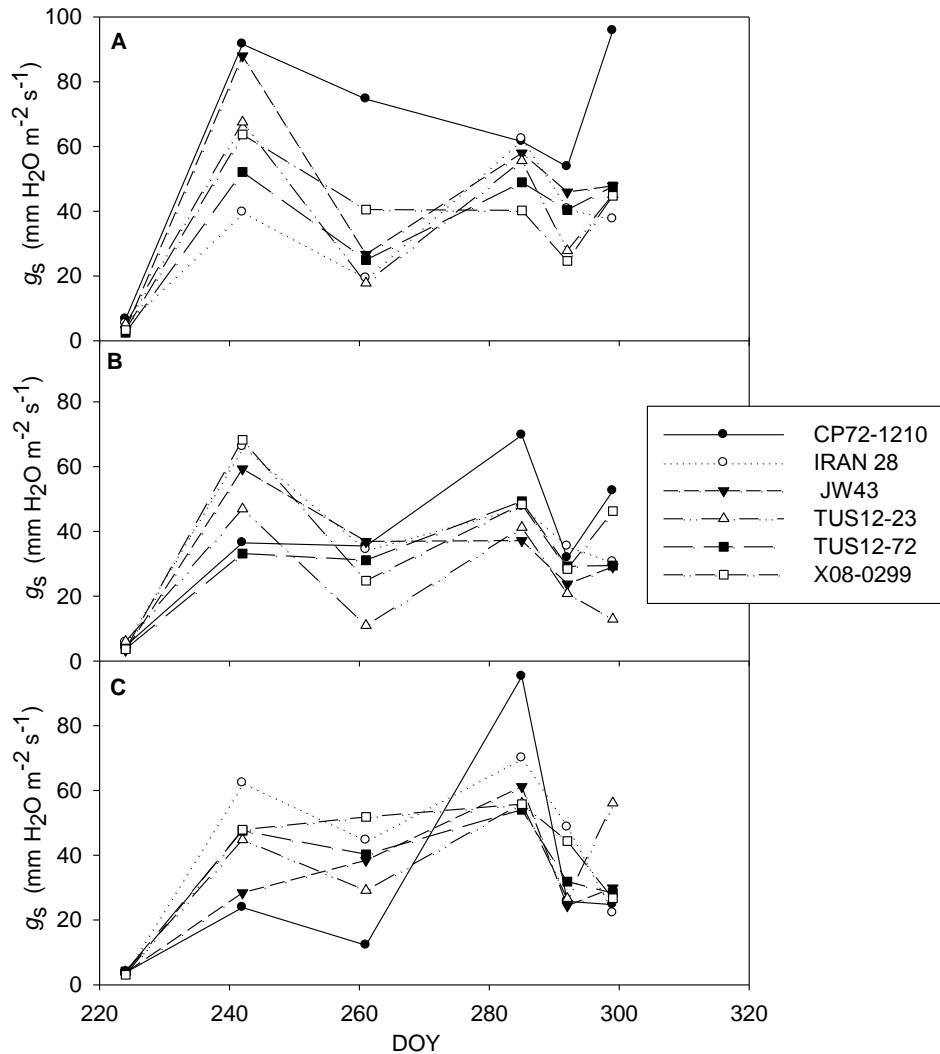 100
A
80
60
40
20
0
gs (mm H2O m-2 s-1)
B
80
60
40
20
0
gs (mm H2O m-2 s-1)
CP72-1210
IRAN 28
JW43
TUS12-23
TUS12-72
X08-0299
C
80
60
40
20
0
gs (mm H2O m-2 s-1)
220 240 260 280 300 320
DOY